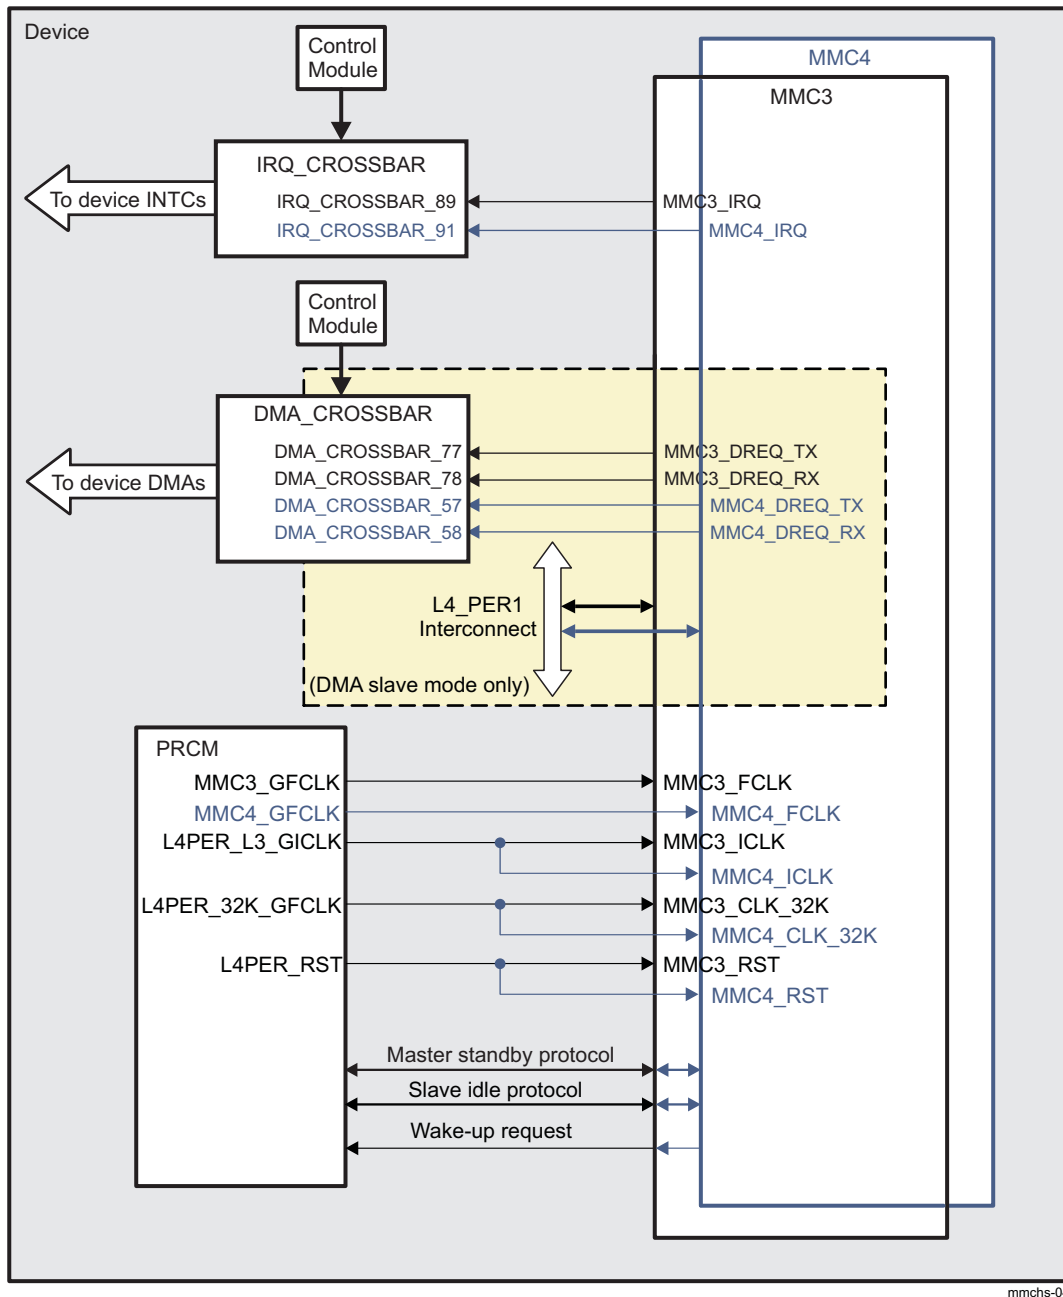 Device
Control
Module
MMC4
MMC3
IRQ_CROSSBAR
To device INTCs
IRQ_CROSSBAR_89
MMC3_IRQ
IRQ_CROSSBAR_91
MMC4_IRQ
Control
Module
DMA_CROSSBAR
To device DMAs
DMA_CROSSBAR_77
MMC3_DREQ_TX
DMA_CROSSBAR_78
MMC3_DREQ_RX
DMA_CROSSBAR_57
MMC4_DREQ_TX
DMA_CROSSBAR_58
MMC4_DREQ_RX
L4_PER1
Interconnect
(DMA slave mode only)
PRCM
MMC3_GFCLK
MMC3_FCLK
MMC4_GFCLK
MMC4_FCLK
L4PER_L3_GICLK
MMC3_ICLK
MMC4_ICLK
L4PER_32K_GFCLK
MMC3_CLK_32K
MMC4_CLK_32K
L4PER_RST
MMC3_RST
MMC4_RST
Master standby protocol
Slave idle protocol
Wake-up request